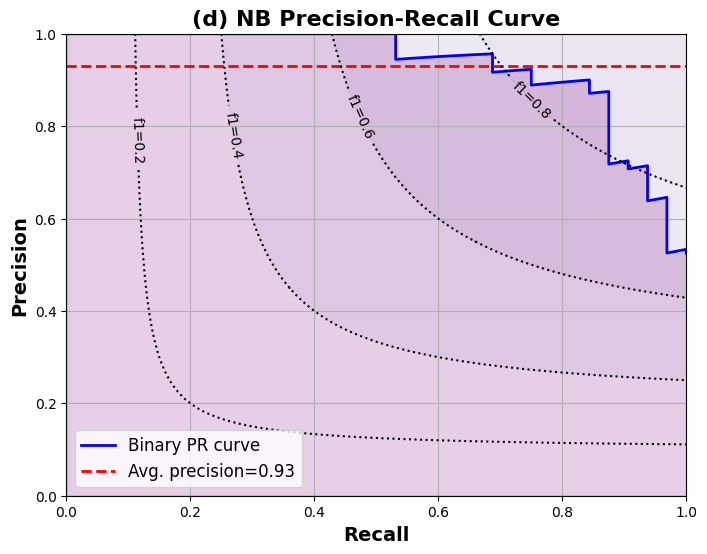 (d) NB Precision-Recall Curve
1.0
0.8
0.6
0.4
0.2
0.0
Precision
f1=0.2
f1=0.4
f1=0.6
f1=0.8
Binary PR curve
Avg. precision=0.93
0.0 0.2 0.4 0.6 0.8 1.0
Recall